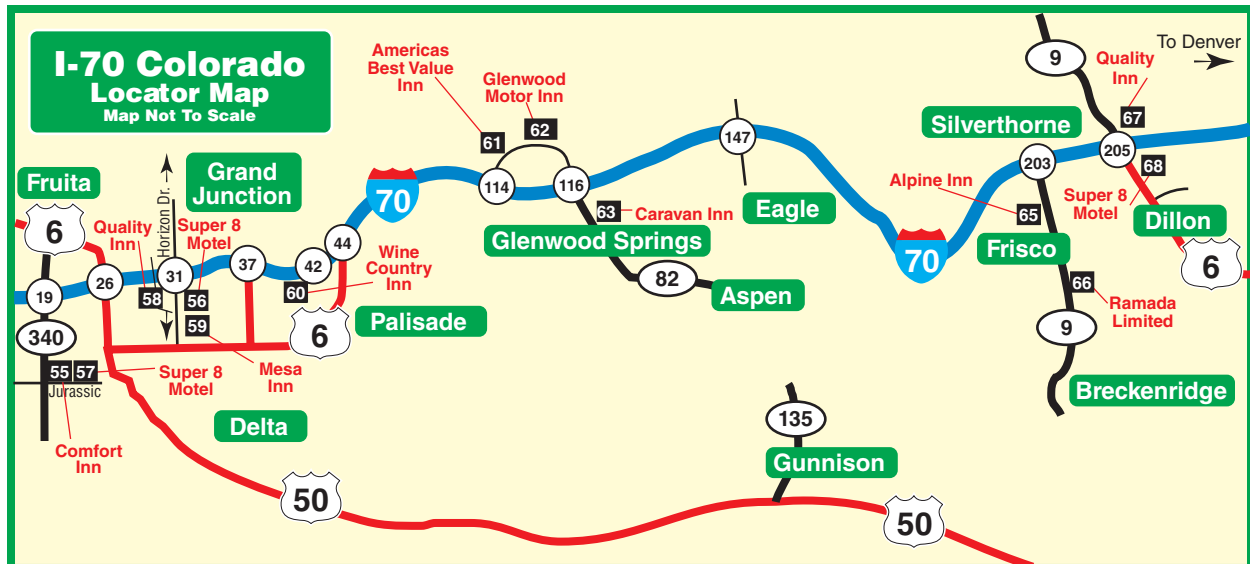 I-70 Colorado
Locator Map
Map Not To Scale
Americas
Best Value
Inn
Glenwood
Motor Inn
61
62
114
116
63
Caravan Inn
Glenwood Springs
82
Aspen
147
Eagle
70
70
9
To Denver
Quality
Inn
67
Silverthorne
203
205
68
Alpine Inn
65
Super 8
Motel
Dillon
6
Frisco
66
Ramada
Limited
9
Breckenridge
Fruita
6
Grand
Junction
Horizon Dr.
Quality
Inn
Super 8
Motel
19
26
58
31
56
59
37
42
44
60
Wine
Country
Inn
6
Palisade
340
55
57
Jurassic
Super 8
Motel
Mesa
Inn
Comfort
Inn
Delta
50
135
Gunnison
50